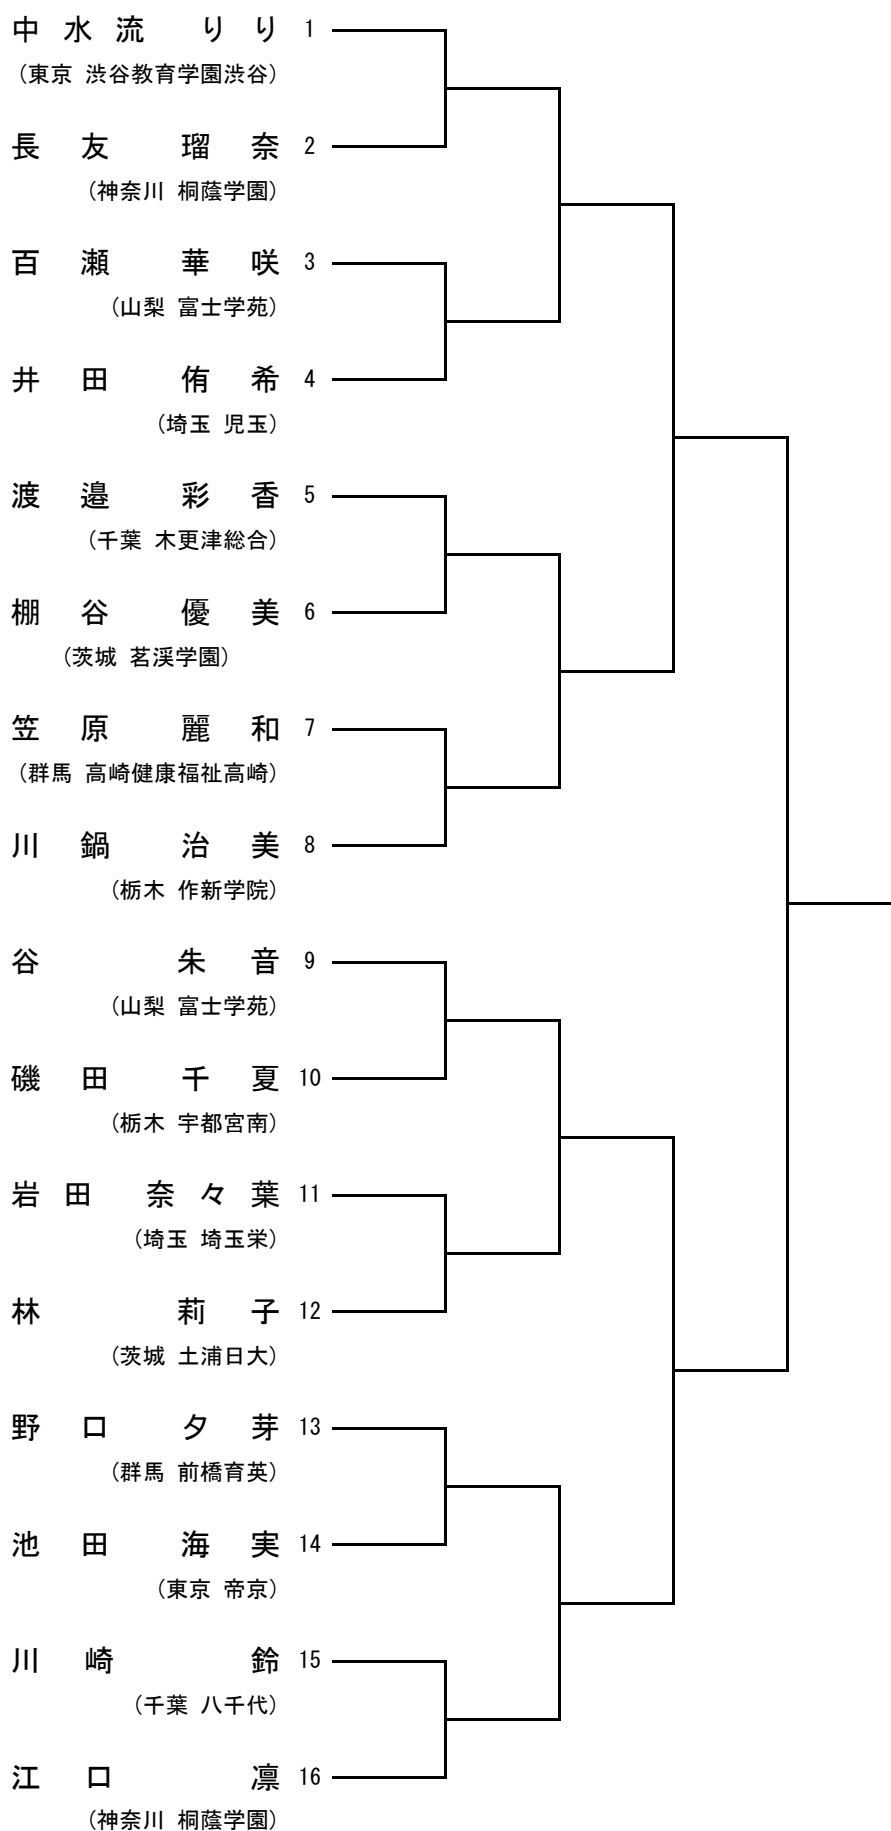 中水流 りり 1
(東京 渋谷教育学園渋谷)
長友 瑠奈 2
(神奈川 桐蔭学園)
百瀬 華咲 3
(山梨 富士学苑)
井田 侑希 4
(埼玉 児玉)
渡邉 彩香 5
(千葉 木更津総合)
棚谷 優美 6
(茨城 茗渓学園)
笠原 麗和 7
(群馬 高崎健康福祉高崎)
川鍋 治美 8
(栃木 作新学院)
谷 朱音 9
(山梨 富士学苑)
磯田 千夏 10
(栃木 宇都宮南)
岩田 奈々葉 11
(埼玉 埼玉栄)
林 莉子 12
(茨城 土浦日大)
野口 夕芽 13
(群馬 前橋育英)
池田 海実 14
(東京 帝京)
川崎 鈴 15
(千葉 八千代)
江口 凛 16
(神奈川 桐蔭学園)